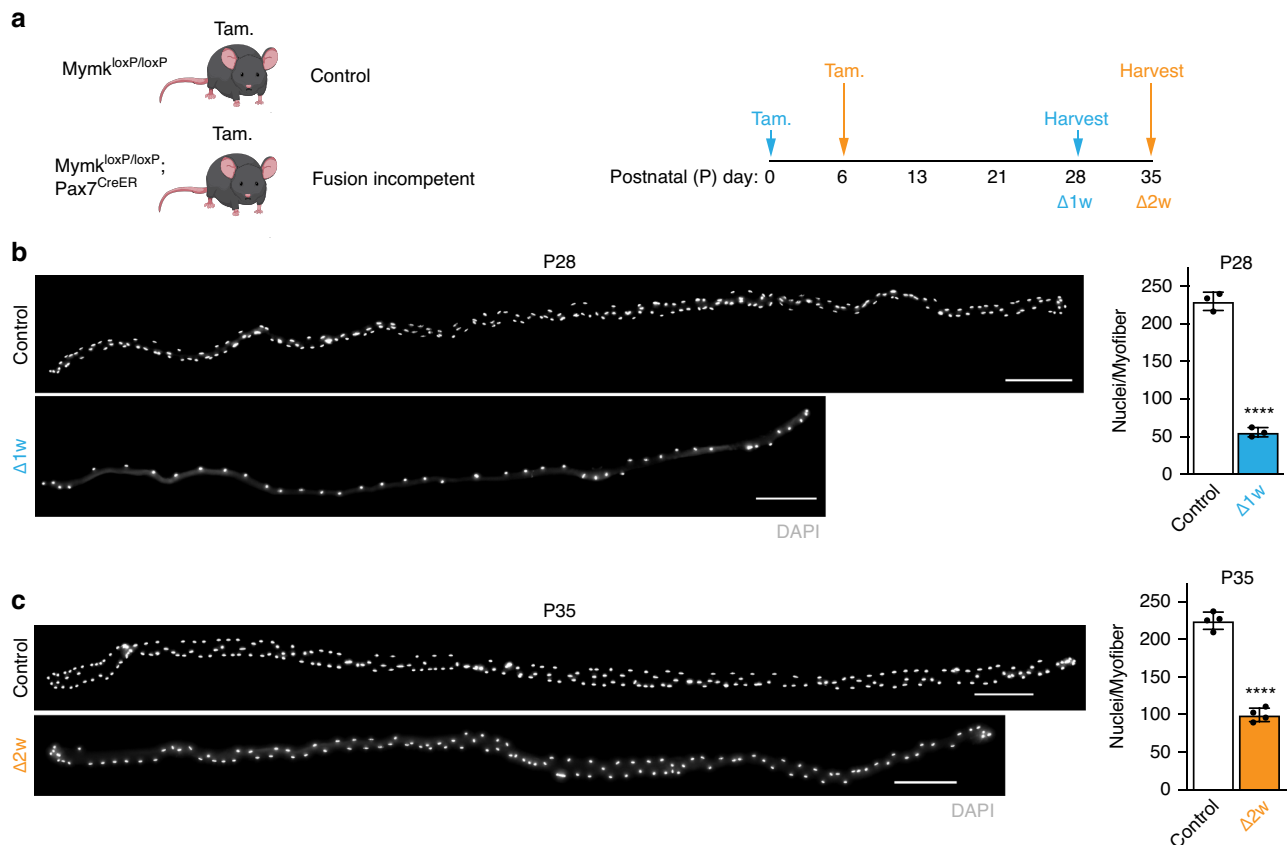 a
Tam.
Mymk^loxP/loxP
Control
Tam.
Mymk^loxP/loxP;
Pax7^CreER
Fusion incompetent
Tam.
Harvest
Tam.
Harvest
Postnatal (P) day: 0 6 13 21 28 35
Δ1w Δ2w
b
P28
Control
Δ1w
DAPI
P28
Nuclei/Myofiber
250
200
150
100
50
0
****
Control
Δ1w
c
P35
Control
Δ2w
DAPI
P35
Nuclei/Myofiber
250
200
150
100
50
0
****
Control
Δ2w